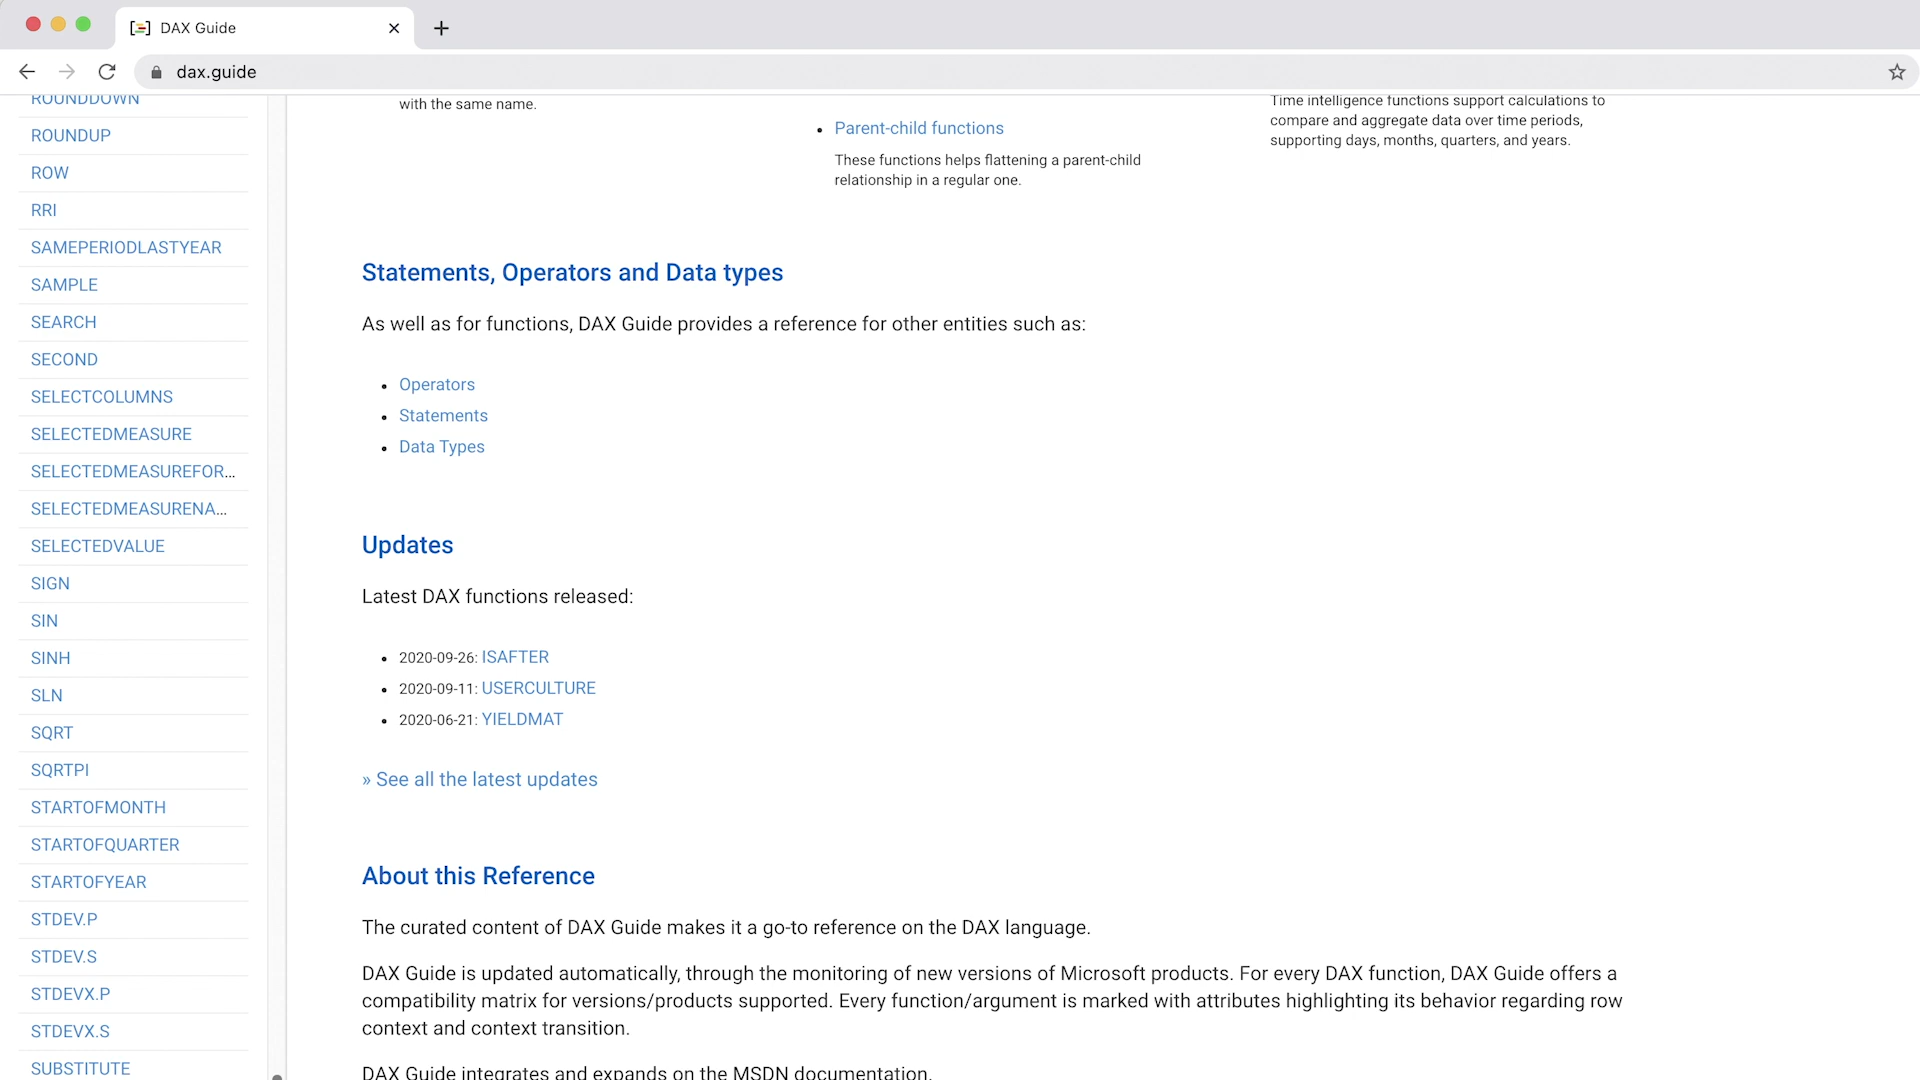 DAX Guide
dax.guide
ROUNDDOWN
ROUNDUP
ROW
RRI
SAMEPERIODLASTYEAR
SAMPLE
SEARCH
SECOND
SELECTCOLUMNS
SELECTEDMEASURE
SELECTEDMEASUREFOR...
SELECTEDMEASURENA...
SELECTEDVALUE
SIGN
SIN
SINH
SLN
SQRT
SQRTPI
STARTOFMONTH
STARTOFQUARTER
STARTOFYEAR
STDEV.P
STDEV.S
STDEVX.P
STDEVX.S
SUBSTITUTE
with the same name.
Parent-child functions
These functions helps flattening a parent-child
relationship in a regular one.
Time intelligence functions support calculations to
compare and aggregate data over time periods,
supporting days, months, quarters, and years.
Statements, Operators and Data types
As well as for functions, DAX Guide provides a reference for other entities such as:
Operators
Statements
Data Types
Updates
Latest DAX functions released:
2020-09-26: ISAFTER
2020-09-11: USERCULTURE
2020-06-21: YIELDMAT
» See all the latest updates
About this Reference
The curated content of DAX Guide makes it a go-to reference on the DAX language.
DAX Guide is updated automatically, through the monitoring of new versions of Microsoft products. For every DAX function, DAX Guide offers a
compatibility matrix for versions/products supported. Every function/argument is marked with attributes highlighting its behavior regarding row
context and context transition.
DAX Guide integrates and expands on the MSDN documentation.